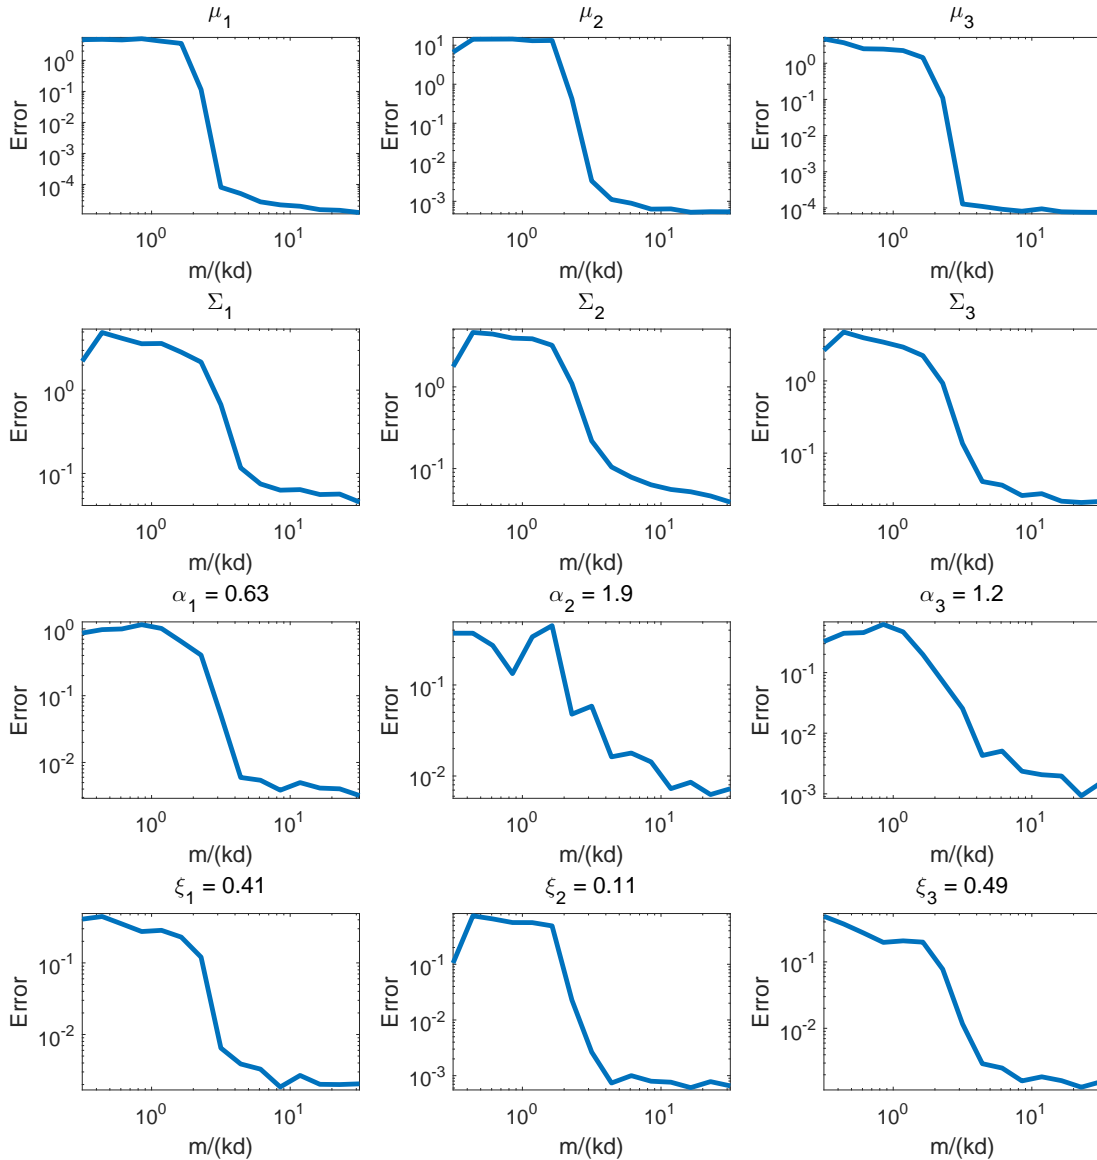 μ1
10^0
10^-1
10^-2
10^-3
10^-4
Error
10^0
10^1
m/(kd)
μ2
10^1
10^0
10^-1
10^-2
10^-3
Error
10^0
10^1
m/(kd)
μ3
10^0
10^-1
10^-2
10^-3
10^-4
Error
10^0
10^1
m/(kd)
Σ1
10^0
10^-1
Error
10^0
10^1
m/(kd)
Σ2
10^0
10^-1
Error
10^0
10^1
m/(kd)
Σ3
10^0
10^-1
Error
10^0
10^1
m/(kd)
α1 = 0.63
10^0
10^-1
10^-2
Error
10^0
10^1
m/(kd)
α2 = 1.9
10^-1
10^-2
Error
10^0
10^1
m/(kd)
α3 = 1.2
10^-1
10^-2
10^-3
Error
10^0
10^1
m/(kd)
ξ1 = 0.41
10^-1
10^-2
Error
10^0
10^1
m/(kd)
ξ2 = 0.11
10^-1
10^-2
10^-3
Error
10^0
10^1
m/(kd)
ξ3 = 0.49
10^-1
10^-2
Error
10^0
10^1
m/(kd)